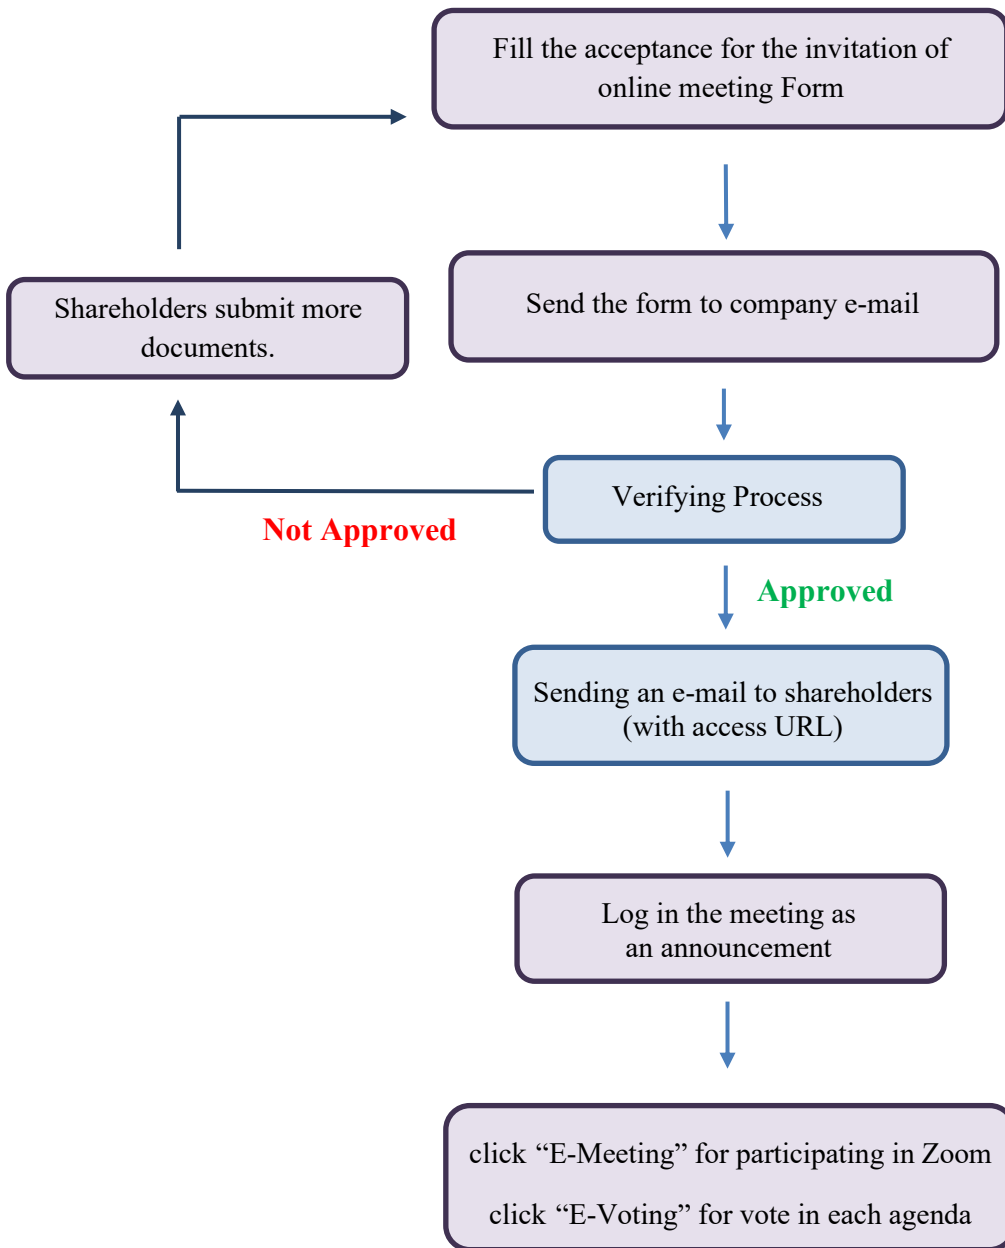 Fill the acceptance for the invitation of
online meeting Form
Send the form to company e-mail
Shareholders submit more
documents.
Verifying Process
Not Approved
Approved
Sending an e-mail to shareholders
(with access URL)
Log in the meeting as
an announcement
click “E-Meeting” for participating in Zoom
click “E-Voting” for vote in each agenda